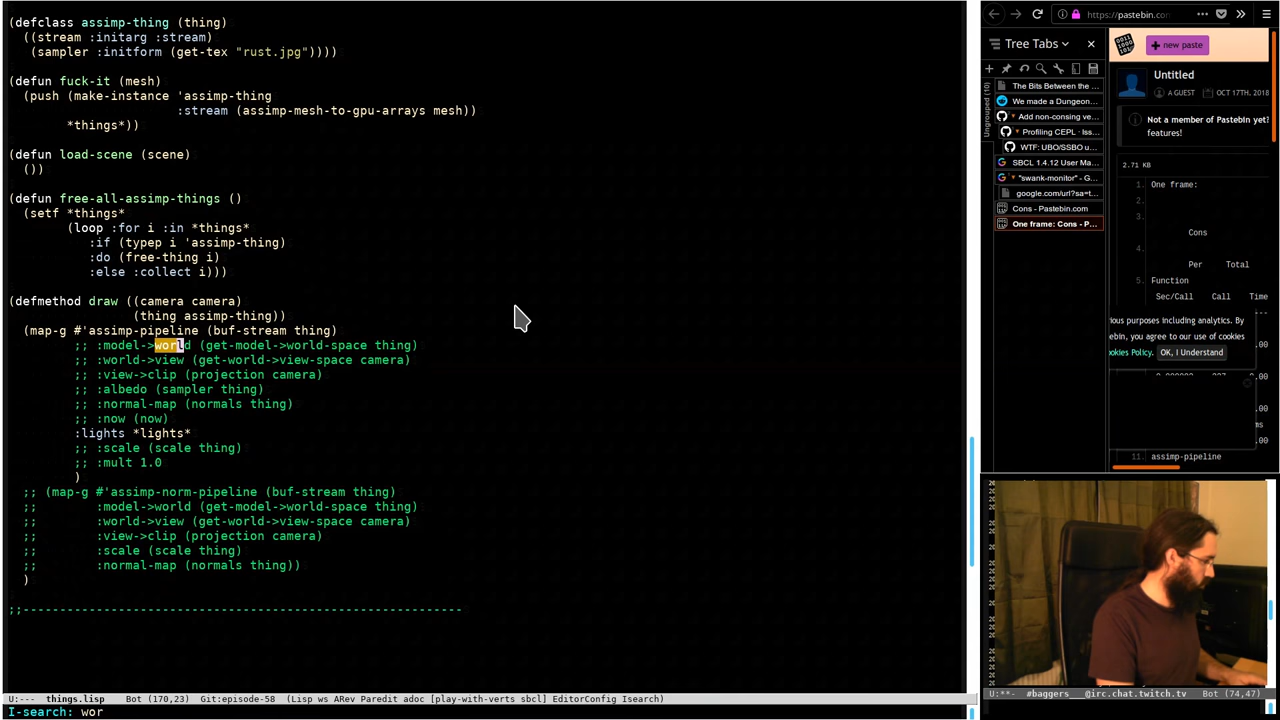 (defclass assimp-thing (thing)
((stream :initarg :stream)
(sampler :initform (get-tex "rust.jpg"))))
(defun fuck-it (mesh)
(push (make-instance 'assimp-thing
:stream (assimp-mesh-to-gpu-arrays mesh))
*things*))
(defun load-scene (scene)
())
(defun free-all-assimp-things ()
(setf *things*
(loop :for i :in *things*
:if (typep i 'assimp-thing)
:do (free-thing i)
:else :collect i)))
(defmethod draw ((camera camera)
(thing assimp-thing))
(map-g #'assimp-pipeline (buf-stream thing)
;; :model->world (get-model->world-space thing)
;; :world->view (get-world->view-space camera)
;; :view->clip (projection camera)
;; :albedo (sampler thing)
;; :normal-map (normals thing)
;; :now (now)
:lights *lights*
;; :scale (scale thing)
;; :mult 1.0
)
;; (map-g #'assimp-norm-pipeline (buf-stream thing)
;; :model->world (get-model->world-space thing)
;; :world->view (get-world->view-space camera)
;; :view->clip (projection camera)
;; :scale (scale thing)
;; :normal-map (normals thing))
)
;;------------------------------------------------------------
U:--- things.lisp Bot (170,23) Git:episode-58 (Lisp ws ARev Paredit adoc [play-with-verts sbcl] EditorConfig Isearch)
I-search: wor
https://pastebin.co
Tree Tabs
Ungrouped (10)
The Bits Between the ...
We made a Dungeon...
Add non-consing ve...
Profiling CEPL · Iss...
WTF: UBO/SSBO u...
SBCL 1.4.12 User Ma...
"swank-monitor" - G...
google.com/url?sa=t...
Cons - Pastebin.com
One frame: Cons - P...
+ new paste
Untitled
A GUEST OCT 17TH, 2018
Not a member of Pastebin yet?
features!
2.71 KB
1. One frame:
2.
3.
Cons
4.
Per Total
5.
Function
Sec/Call Call Time
ious purposes including analytics. By
ebin, you agree to our use of cookies
okies Policy. OK, I Understand
11. assimp-pipeline
U:**- #baggers___@irc.chat.twitch.tv Bot (74,47)